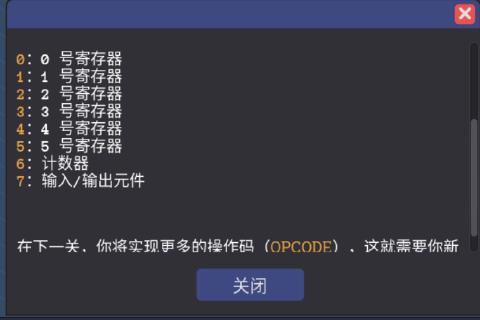 0: 0 号寄存器
1: 1 号寄存器
2: 2 号寄存器
3: 3 号寄存器
4: 4 号寄存器
5: 5 号寄存器
6: 计数器
7: 输入/输出元件
在下一关，你将实现更多的操作码（OPCODE），这就需要你新
关闭